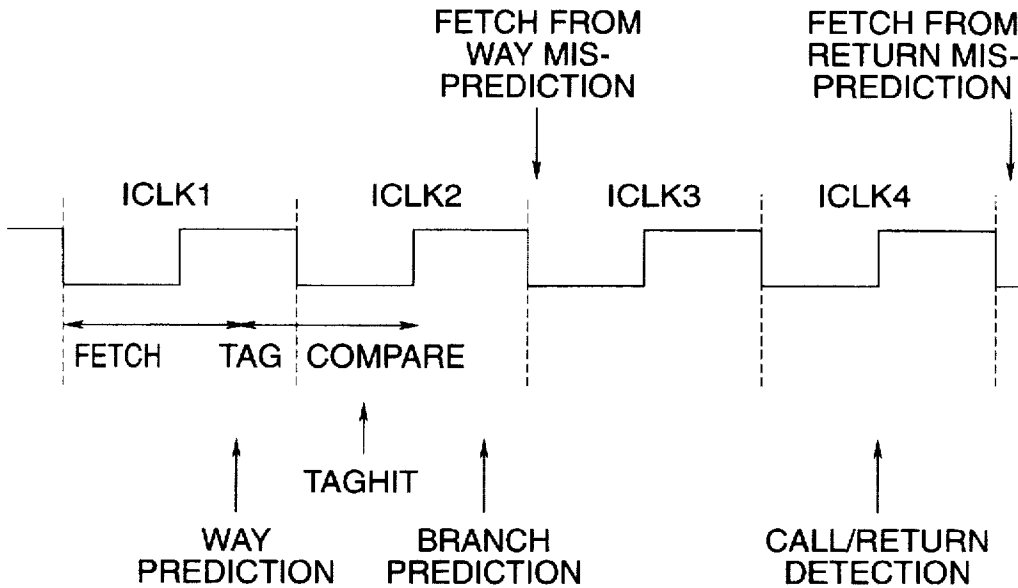 FETCH FROM
WAY MIS-
PREDICTION
FETCH FROM
RETURN MIS-
PREDICTION
ICLK1
ICLK2
ICLK3
ICLK4
FETCH
TAG COMPARE
TAGHIT
WAY
PREDICTION
BRANCH
PREDICTION
CALL/RETURN
DETECTION